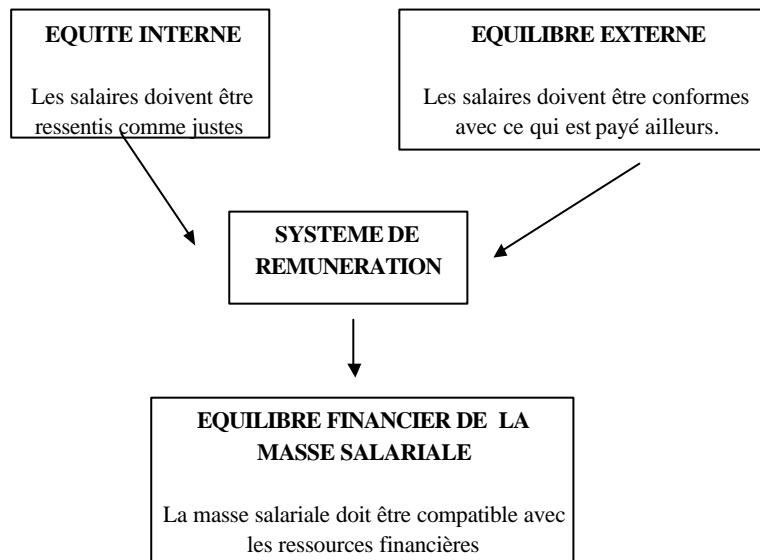 EQUITE INTERNE
Les salaires doivent être
ressentis comme justes
EQUILIBRE EXTERNE
Les salaires doivent être conformes
avec ce qui est payé ailleurs.
SYSTEME DE
REMUNERATION
EQUILIBRE FINANCIER DE LA
MASSE SALARIALE
La masse salariale doit être compatible avec
les ressources financières